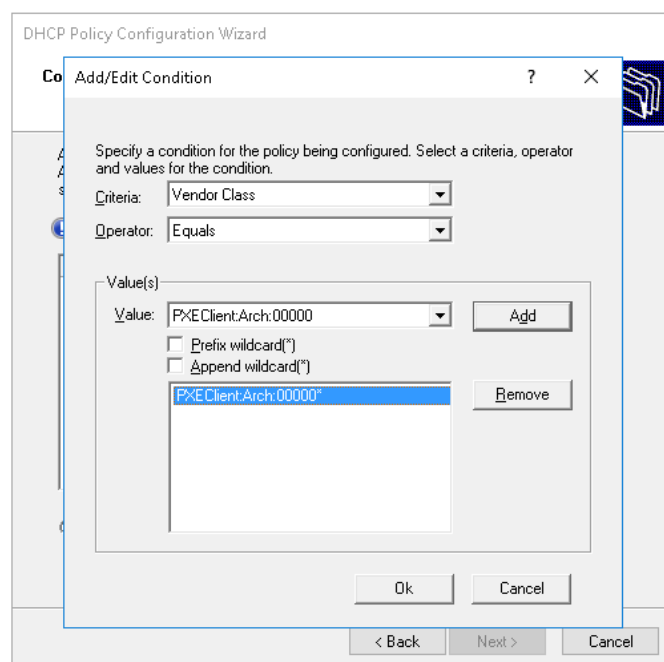 DHCP Policy Configuration Wizard
Co
Add/Edit Condition ? X
Specify a condition for the policy being configured. Select a criteria, operator
and values for the condition.
Criteria: Vendor Class
Operator: Equals
Value(s)
Value: PXEClient:Arch:00000 Add
Prefix wildcard(*)
Append wildcard(*)
PXEClient:Arch:00000* Remove
Ok Cancel
< Back Next > Cancel